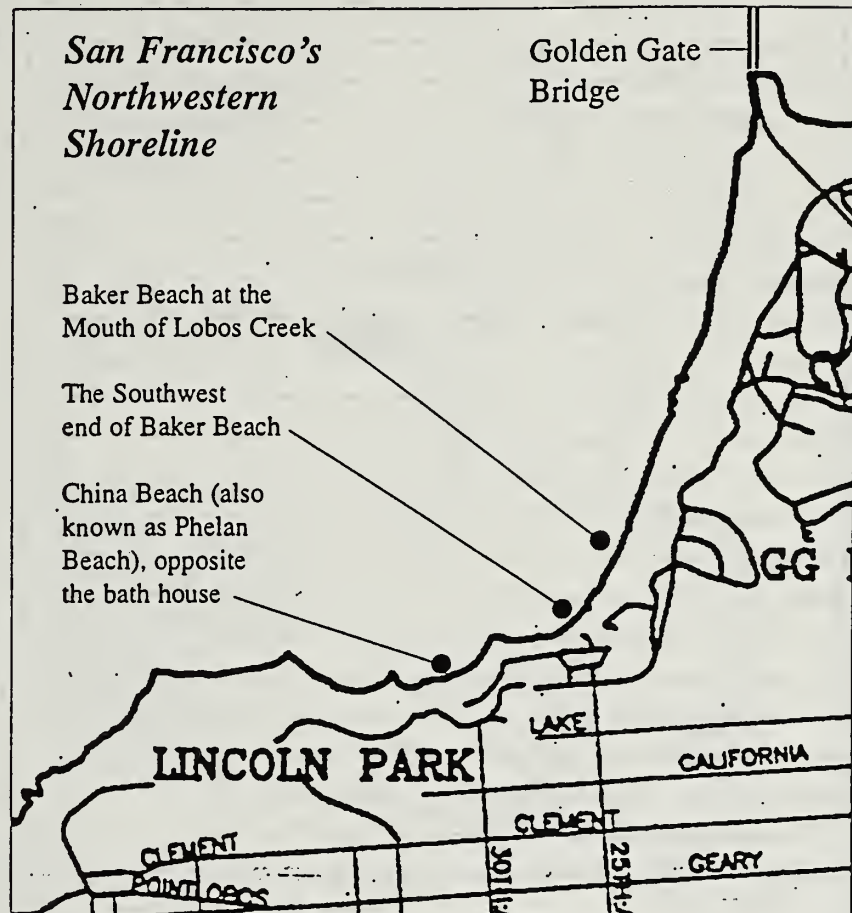 San Francisco's
Northwestern
Shoreline
Golden Gate
Bridge
Baker Beach at the
Mouth of Lobos Creek
The Southwest
end of Baker Beach
China Beach (also
known as Phelan
Beach), opposite
the bath house
GG
LAKE
LINCOLN PARK
CALIFORNIA
CLEMENT
CLEMENT
GEARY
POINT LOBOS